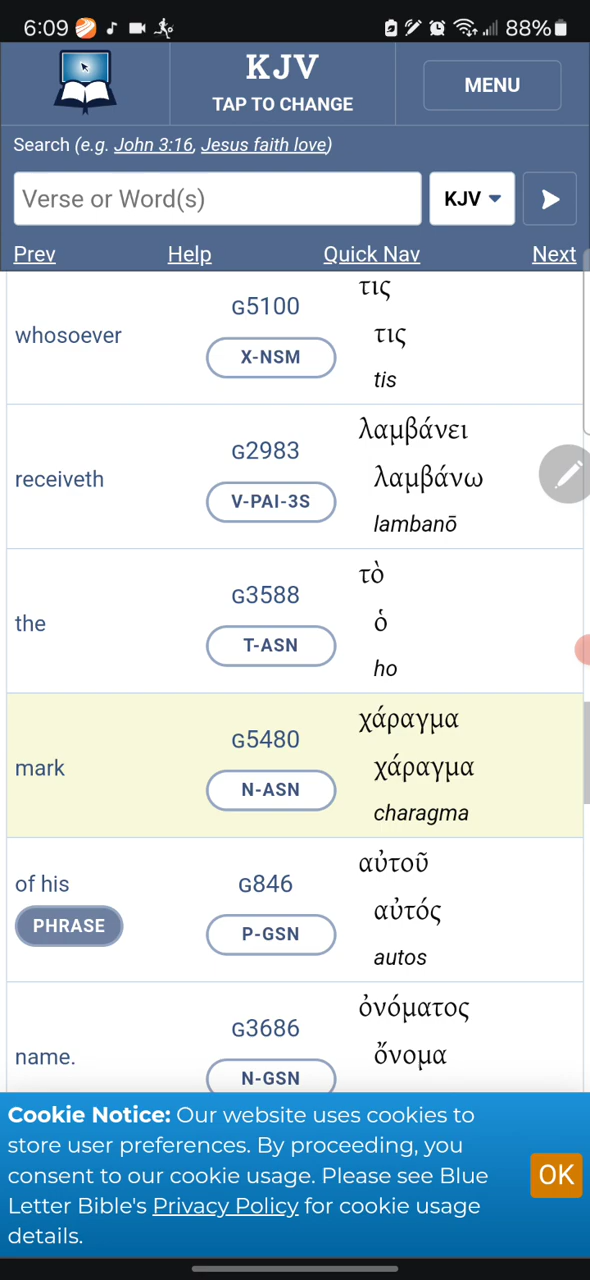 6:09 88%
KJV
TAP TO CHANGE
MENU
Search (e.g. John 3:16, Jesus faith love)
Verse or Word(s)
KJV
Prev Help Quick Nav Next
whosoever
G5100
X-NSM
τις
τις
tis
receiveth
G2983
V-PAI-3S
λαμβάνει
λαμβάνω
lambanō
the
G3588
T-ASN
τὸ
ὁ
ho
mark
G5480
N-ASN
χάραγμα
χάραγμα
charagma
of his
PHRASE
G846
P-GSN
αὐτοῦ
αὐτός
autos
name.
G3686
N-GSN
ὀνόματος
ὄνομα
Cookie Notice: Our website uses cookies to
store user preferences. By proceeding, you
consent to our cookie usage. Please see Blue
Letter Bible's Privacy Policy for cookie usage
details.
OK